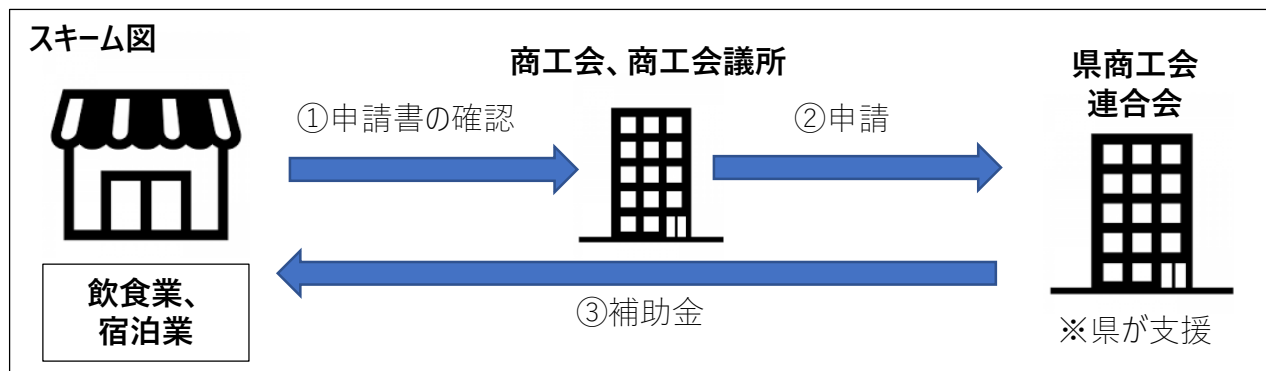 スキーム図
商工会、商工会議所
県商工会
連合会
①申請書の確認
②申請
③補助金
飲食業、
宿泊業
※県が支援